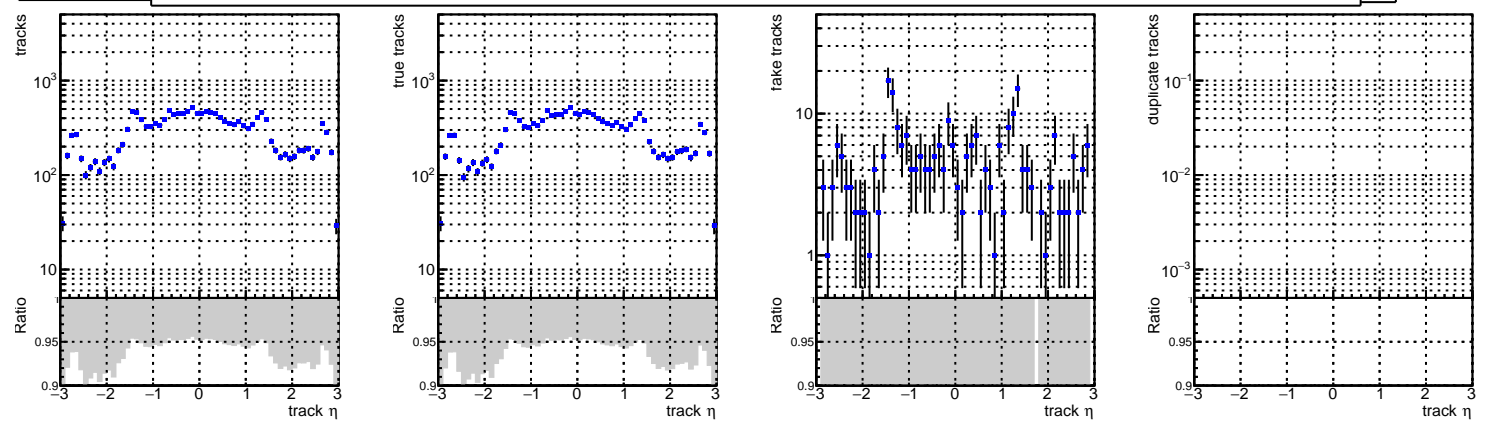 tracks
10³
10²
10
Ratio
1
0.95
0.9
−3 −2 −1 0 1 2 3
track η
true tracks
10³
10²
10
Ratio
1
0.95
0.9
−3 −2 −1 0 1 2 3
track η
fake tracks
10
1
Ratio
0.95
0.9
−3 −2 −1 0 1 2 3
track η
duplicate tracks
10⁻¹
10⁻²
10⁻³
Ratio
1
0.95
0.9
−3 −2 −1 0 1 2 3
track η